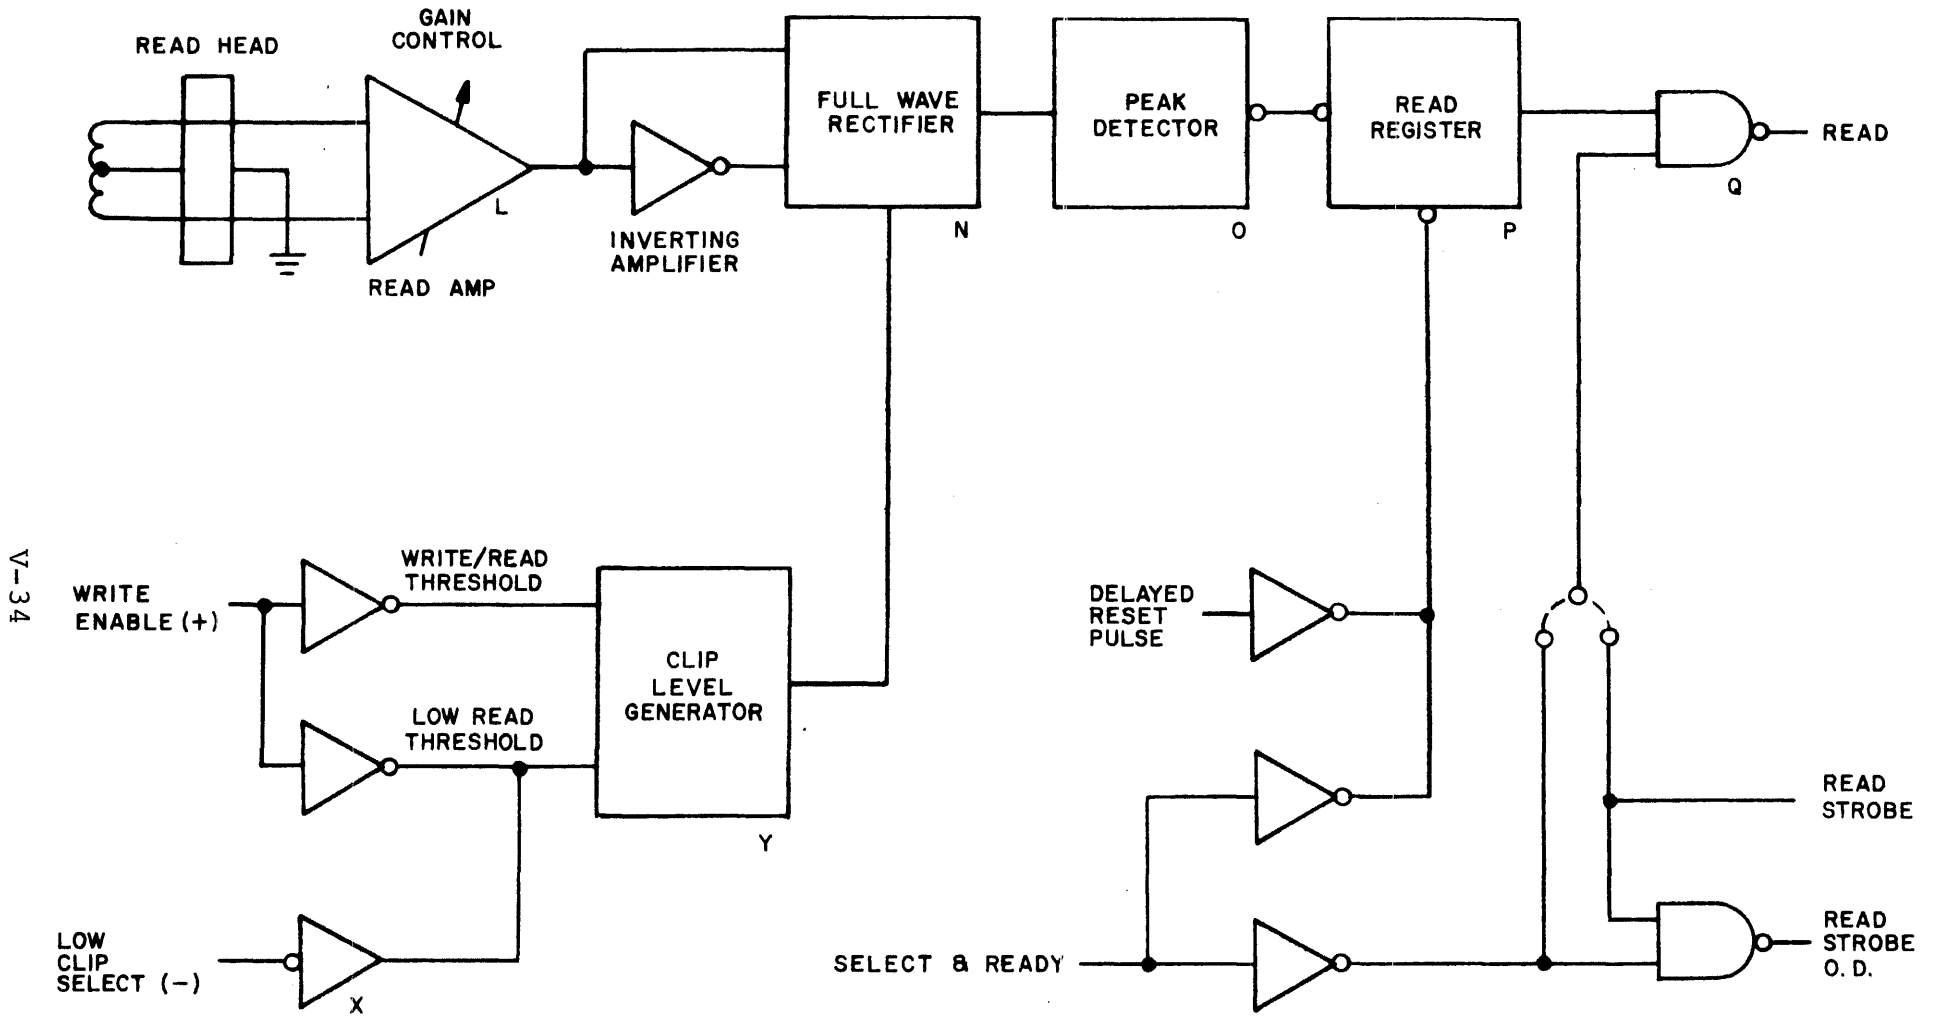 GAIN
CONTROL
READ HEAD
L
READ AMP
INVERTING
AMPLIFIER
FULL WAVE
RECTIFIER
N
PEAK
DETECTOR
O
READ
REGISTER
P
Q
READ
V-34
WRITE
ENABLE (+)
WRITE/READ
THRESHOLD
LOW READ
THRESHOLD
CLIP
LEVEL
GENERATOR
Y
LOW
CLIP
SELECT (-)
X
DELAYED
RESET
PULSE
SELECT & READY
READ
STROBE
READ
STROBE
O.D.